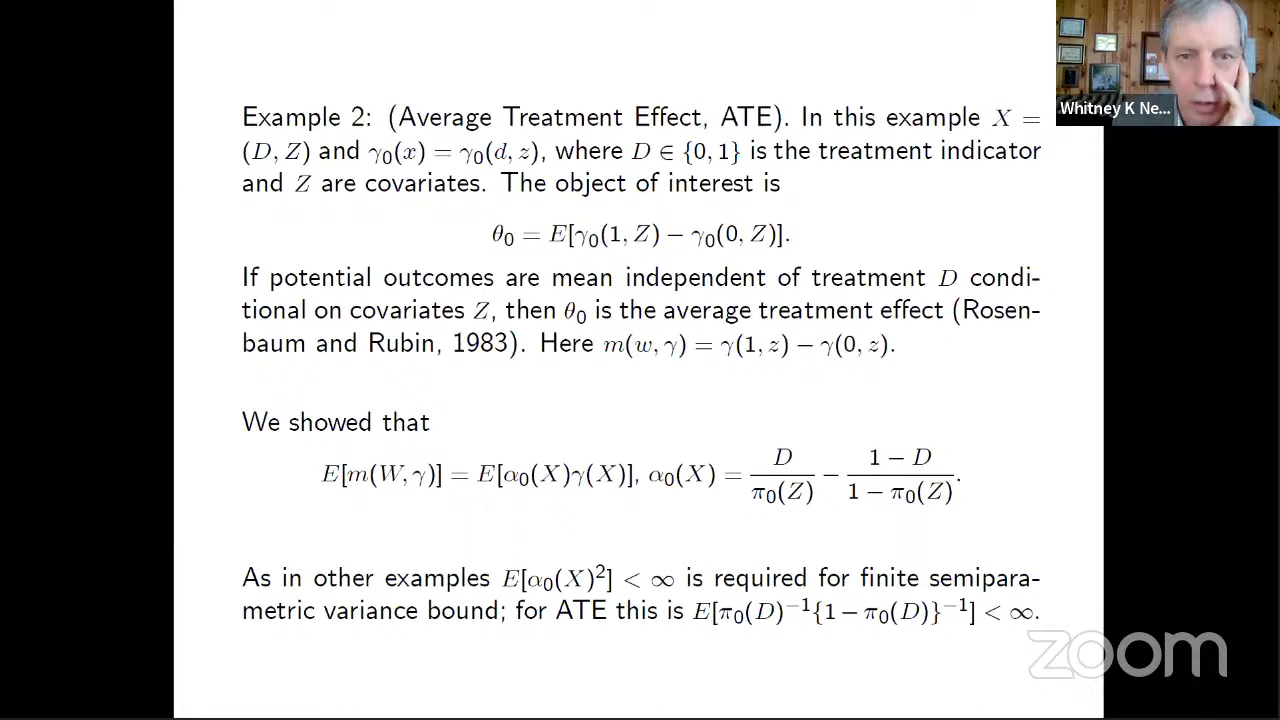 Example 2: (Average Treatment Effect, ATE). In this example X =
(D, Z) and γ₀(x) = γ₀(d, z), where D ∈ {0, 1} is the treatment indicator
and Z are covariates. The object of interest is
θ₀ = E[γ₀(1, Z) − γ₀(0, Z)].
If potential outcomes are mean independent of treatment D condi-
tional on covariates Z, then θ₀ is the average treatment effect (Rosen-
baum and Rubin, 1983). Here m(w, γ) = γ(1, z) − γ(0, z).
We showed that
E[m(W, γ)] = E[α₀(X)γ(X)], α₀(X) = D/π₀(Z) − (1 − D)/(1 − π₀(Z)).
As in other examples E[α₀(X)²] < ∞ is required for finite semipara-
metric variance bound; for ATE this is E[π₀(D)⁻¹{1 − π₀(D)}⁻¹] < ∞.
Whitney K Ne...
zoom